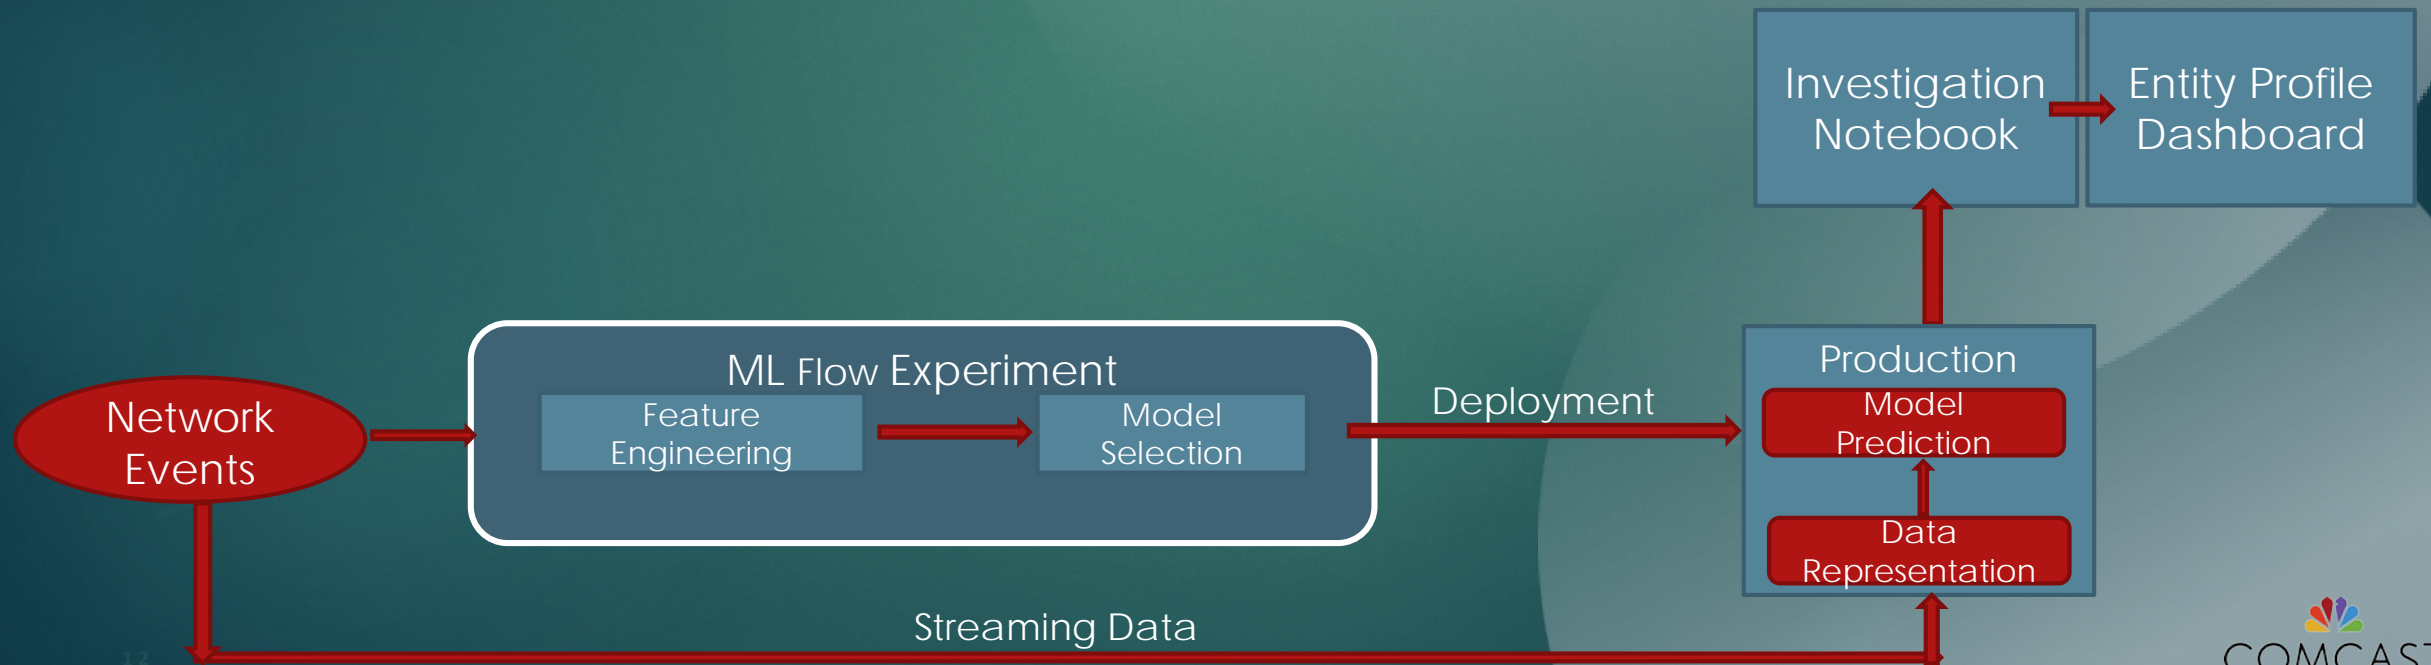 Investigation
Notebook
Entity Profile
Dashboard
Network
Events
ML Flow Experiment
Feature
Engineering
Model
Selection
Deployment
Production
Model
Prediction
Data
Representation
Streaming Data
12
COMCAST